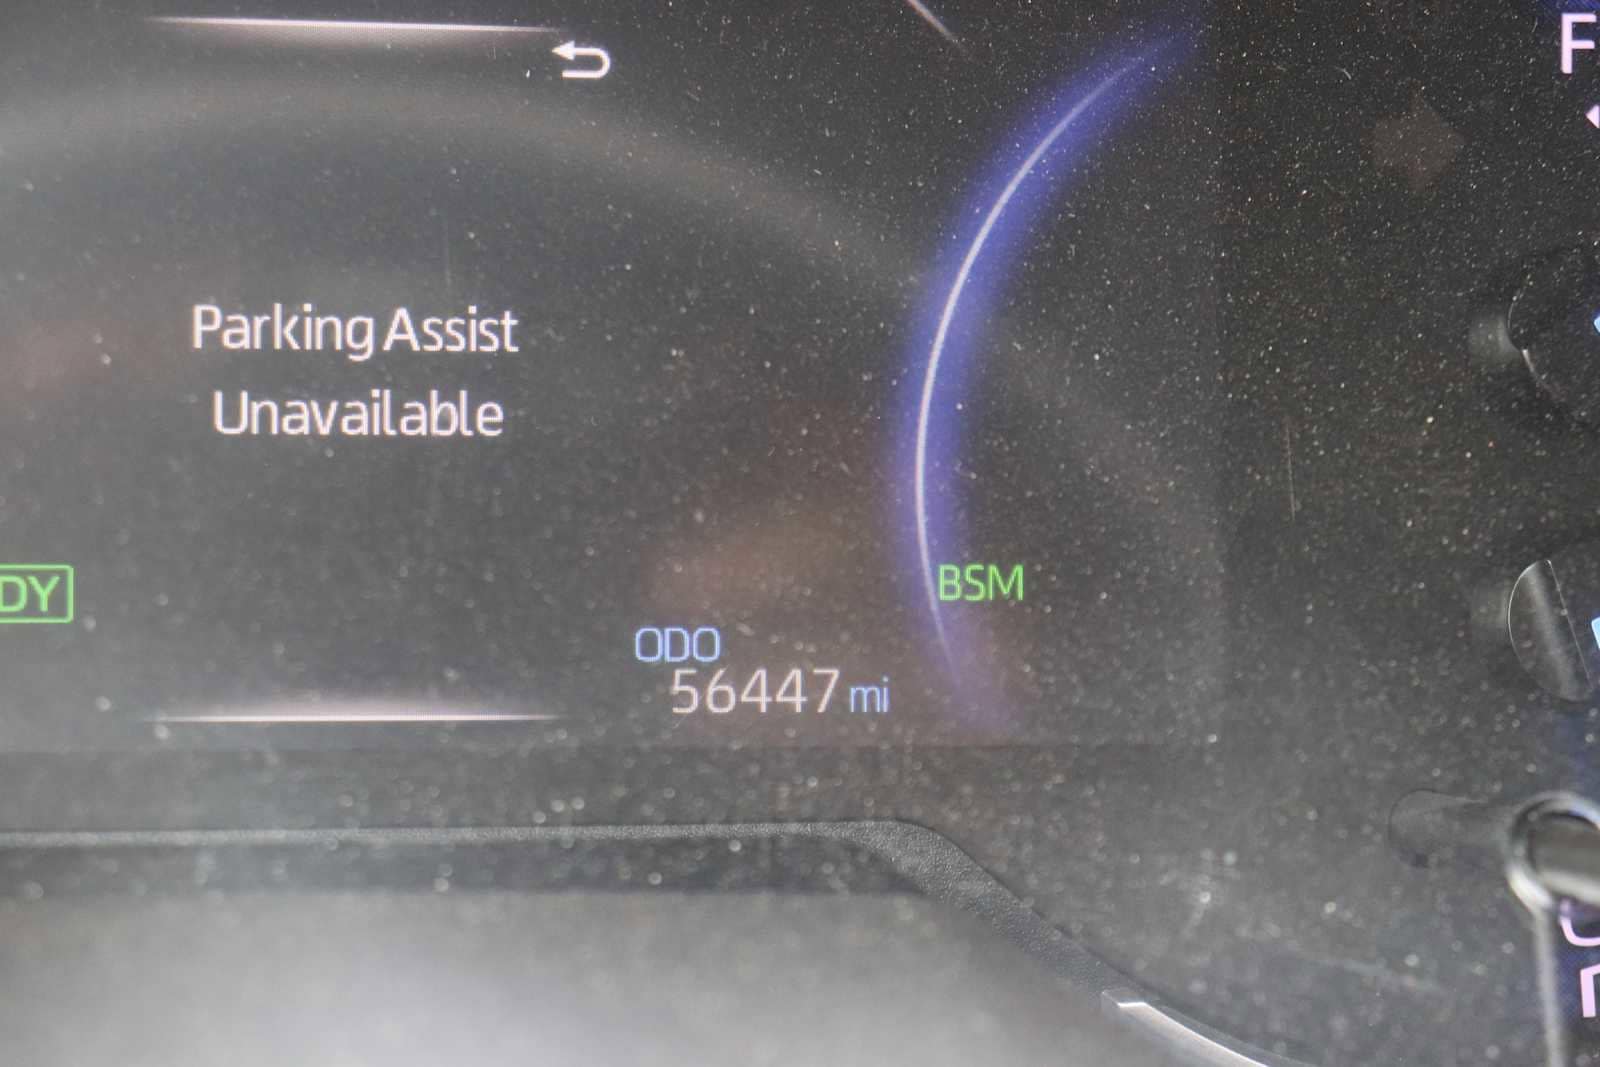 F
Parking Assist
Unavailable
DY
BSM
ODO
56447 mi